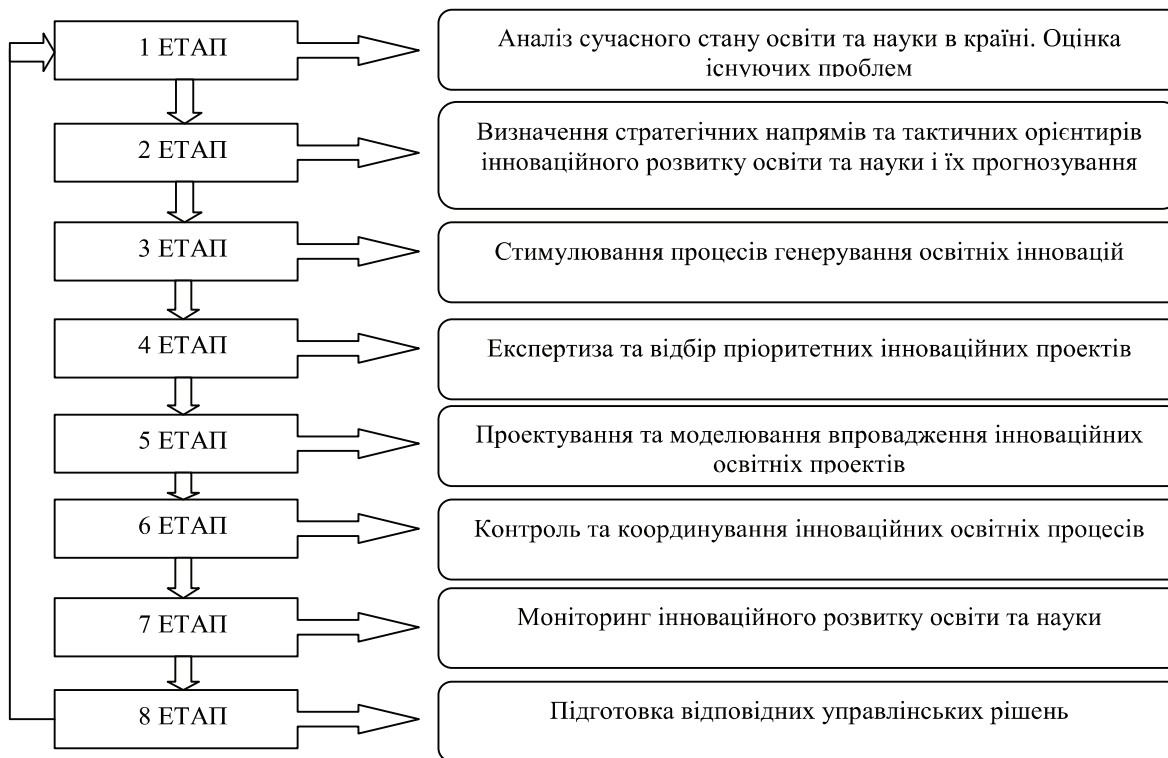 1 ЕТАП
Аналіз сучасного стану освіти та науки в країні. Оцінка
існуючих проблем
2 ЕТАП
Визначення стратегічних напрямів та тактичних орієнтирів
інноваційного розвитку освіти та науки і їх прогнозування
3 ЕТАП
Стимулювання процесів генерування освітніх інновацій
4 ЕТАП
Експертиза та відбір пріоритетних інноваційних проектів
5 ЕТАП
Проектування та моделювання впровадження інноваційних
освітніх проектів
6 ЕТАП
Контроль та координування інноваційних освітніх процесів
7 ЕТАП
Моніторинг інноваційного розвитку освіти та науки
8 ЕТАП
Підготовка відповідних управлінських рішень